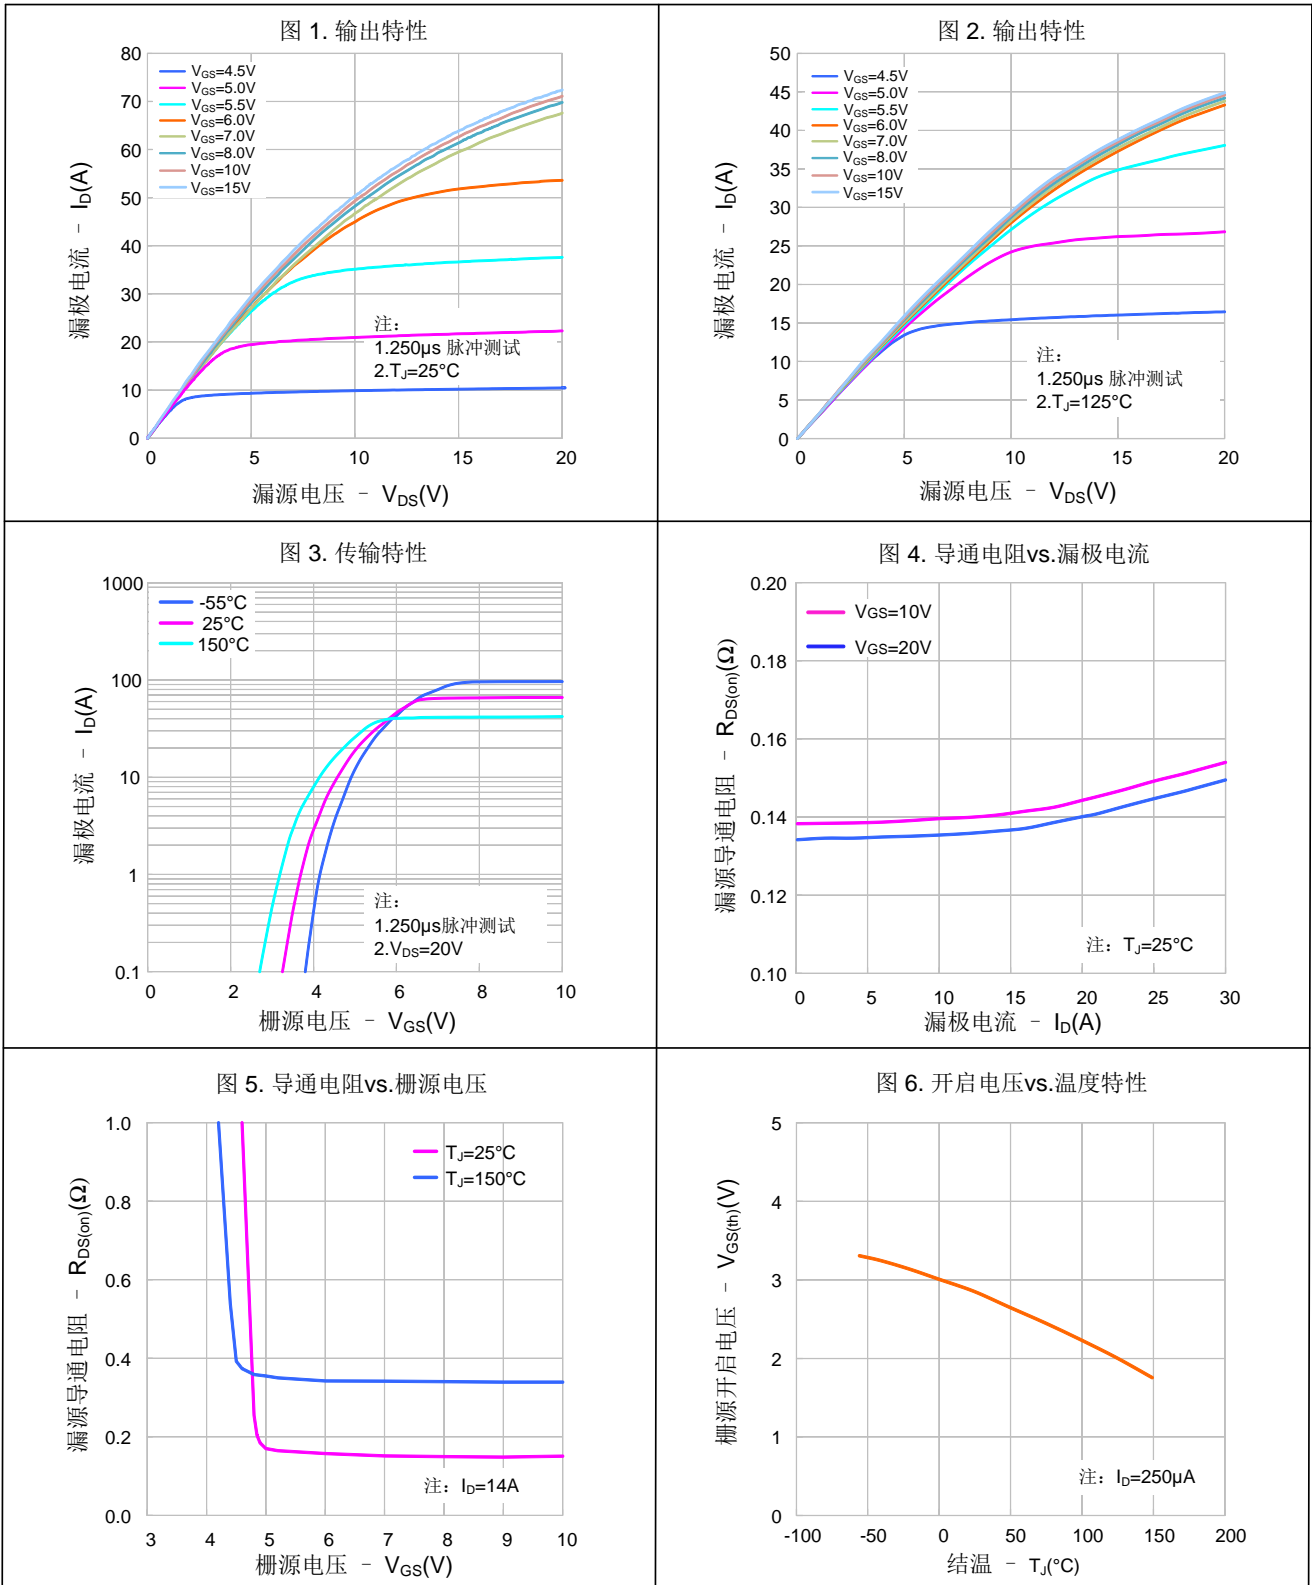 图 1. 输出特性
漏极电流 - ID(A)
80
70
60
50
40
30
20
10
0
VGS=4.5V
VGS=5.0V
VGS=5.5V
VGS=6.0V
VGS=7.0V
VGS=8.0V
VGS=10V
VGS=15V
注:
1.250μs 脉冲测试
2.TJ=25°C
0 5 10 15 20
漏源电压 - VDS(V)
图 2. 输出特性
漏极电流 - ID(A)
50
45
40
35
30
25
20
15
10
5
0
VGS=4.5V
VGS=5.0V
VGS=5.5V
VGS=6.0V
VGS=7.0V
VGS=8.0V
VGS=10V
VGS=15V
注:
1.250μs 脉冲测试
2.TJ=125°C
0 5 10 15 20
漏源电压 - VDS(V)
图 3. 传输特性
漏极电流 - ID(A)
1000
100
10
1
0.1
-55°C
25°C
150°C
注:
1.250μs脉冲测试
2.VDS=20V
0 2 4 6 8 10
栅源电压 - VGS(V)
图 4. 导通电阻vs.漏极电流
漏源导通电阻 - RDS(on)(Ω)
0.20
0.18
0.16
0.14
0.12
0.10
VGS=10V
VGS=20V
注: TJ=25°C
0 5 10 15 20 25 30
漏极电流 - ID(A)
图 5. 导通电阻vs.栅源电压
漏源导通电阻 - RDS(on)(Ω)
1.0
0.8
0.6
0.4
0.2
0.0
TJ=25°C
TJ=150°C
注: ID=14A
3 4 5 6 7 8 9 10
栅源电压 - VGS(V)
图 6. 开启电压vs.温度特性
栅源开启电压 - VGS(th)(V)
5
4
3
2
1
0
注: ID=250μA
-100 -50 0 50 100 150 200
结温 - TJ(°C)